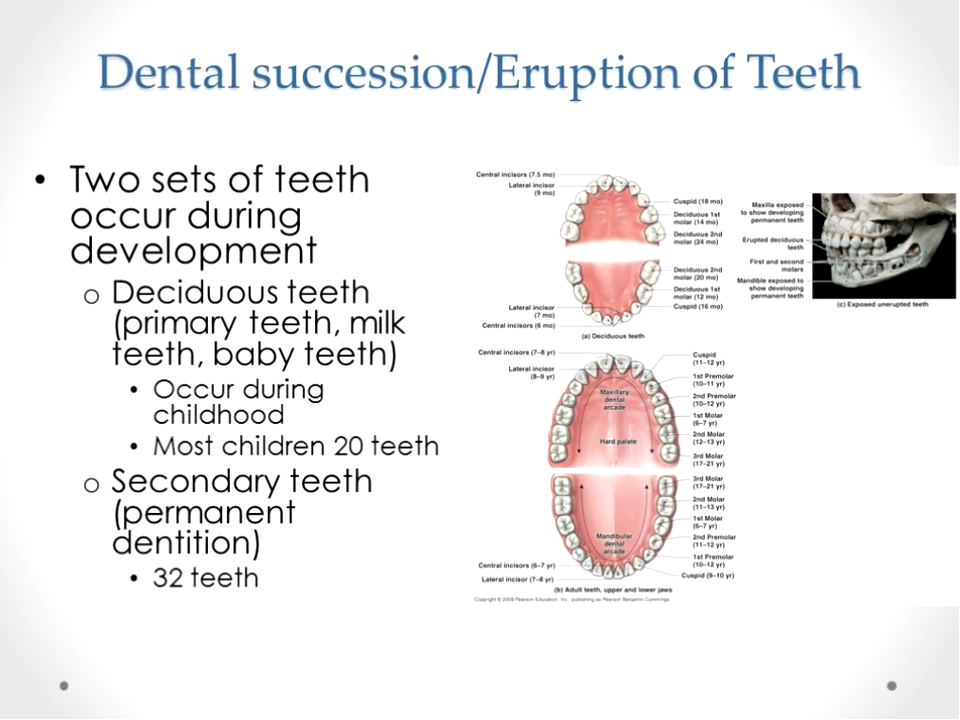 Dental succession/Eruption of Teeth
• Two sets of teeth
occur during
development
o Deciduous teeth
(primary teeth, milk
teeth, baby teeth)
• Occur during
childhood
• Most children 20 teeth
o Secondary teeth
(permanent
dentition)
• 32 teeth
Central incisors (7.5 mo)
Lateral incisor
(9 mo)
Cuspid (18 mo)
Deciduous 1st
molar (14 mo)
Deciduous 2nd
molar (24 mo)
Deciduous 2nd
molar (20 mo)
Deciduous 1st
molar (12 mo)
Cuspid (16 mo)
Lateral incisor
(7 mo)
Central incisors (6 mo)
(a) Deciduous teeth
Maxilla exposed
to show developing
permanent teeth
Erupted deciduous
teeth
First and second
molars
Mandible exposed to
show developing
permanent teeth
(c) Exposed unerupted teeth
Central incisors (7–8 yr)
Lateral incisor
(8–9 yr)
Cuspid
(11–12 yr)
1st Premolar
(10–11 yr)
2nd Premolar
(10–12 yr)
1st Molar
(6–7 yr)
2nd Molar
(12–13 yr)
3rd Molar
(17–21 yr)
Maxillary
dental
arcade
Hard palate
3rd Molar
(17–21 yr)
2nd Molar
(11–13 yr)
1st Molar
(6–7 yr)
2nd Premolar
(11–12 yr)
1st Premolar
(10–12 yr)
Cuspid (9–10 yr)
Mandibular
dental
arcade
Central incisors (6–7 yr)
Lateral incisor (7–8 yr)
(b) Adult teeth, upper and lower jaws
Copyright © 2009 Pearson Education, Inc. publishing as Pearson Benjamin Cummings